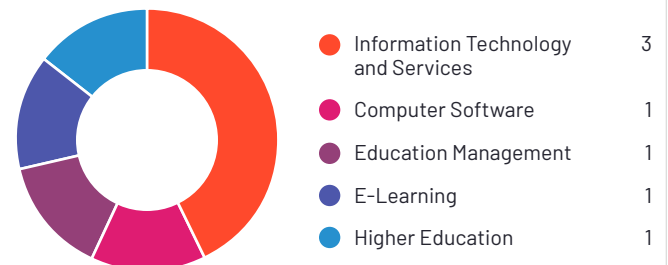 Information Technology 3
and Services
Computer Software 1
Education Management 1
E-Learning 1
Higher Education 1